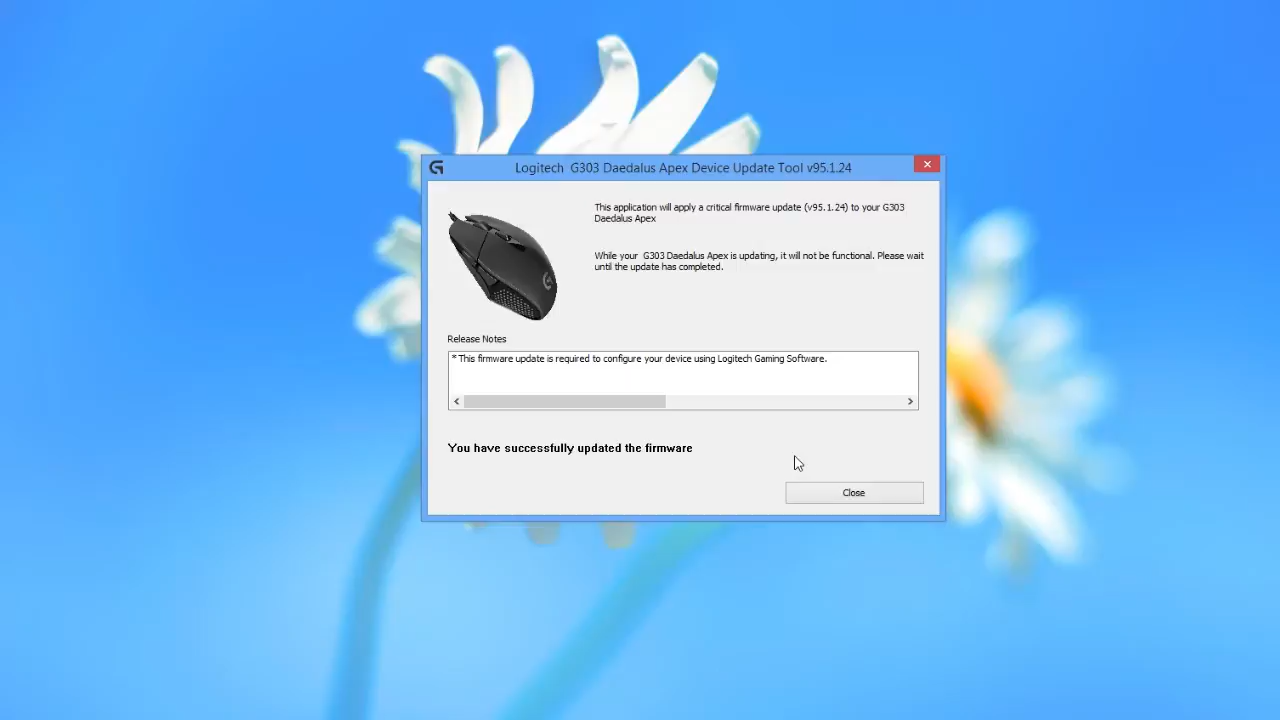 Logitech G303 Daedalus Apex Device Update Tool v95.1.24
This application will apply a critical firmware update (v95.1.24) to your G303
Daedalus Apex
While your G303 Daedalus Apex is updating, it will not be functional. Please wait
until the update has completed.
Release Notes
* This firmware update is required to configure your device using Logitech Gaming Software.
You have successfully updated the firmware
Close